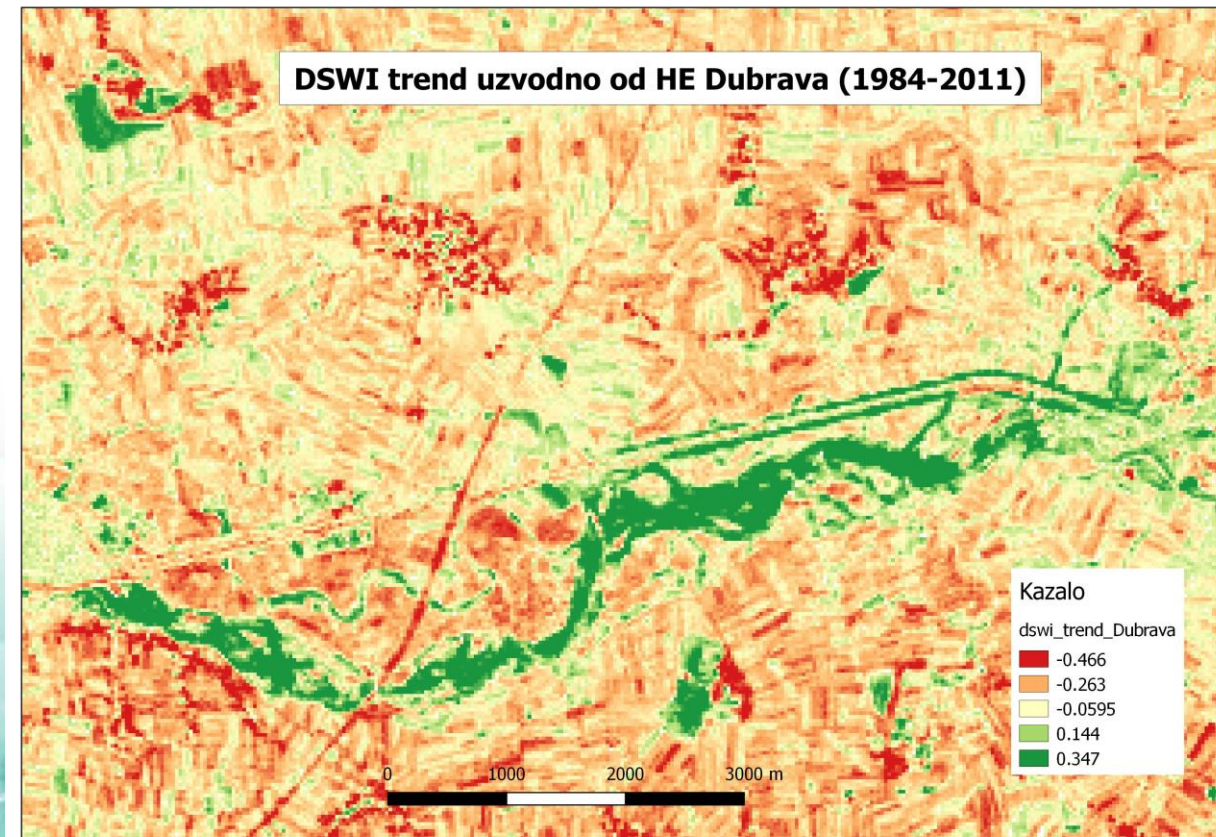 DSWI trend uzvodno od HE Dubrava (1984-2011)
Kazalo
dswi_trend_Dubrava
-0.466
-0.263
-0.0595
0.144
0.347
0 1000 2000 3000 m